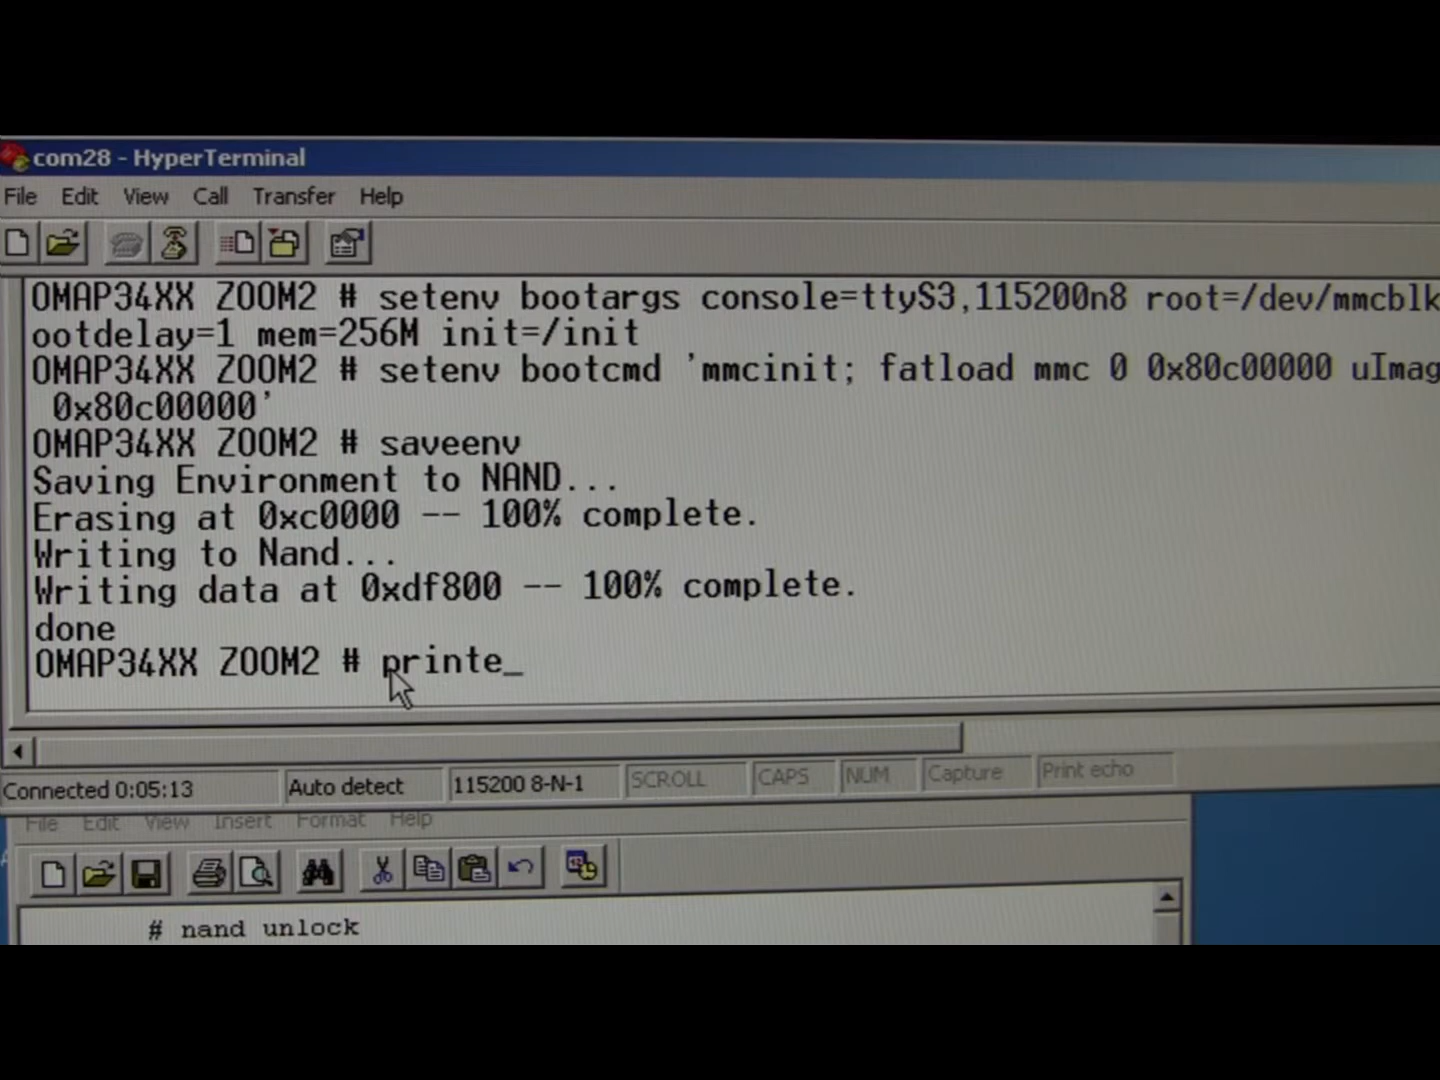 com28 - HyperTerminal
File Edit View Call Transfer Help
OMAP34XX ZOOM2 # setenv bootargs console=ttyS3,115200n8 root=/dev/mmcblk
ootdelay=1 mem=256M init=/init
OMAP34XX ZOOM2 # setenv bootcmd 'mmcinit; fatload mmc 0 0x80c00000 uImag
0x80c00000'
OMAP34XX ZOOM2 # saveenv
Saving Environment to NAND...
Erasing at 0xc0000 -- 100% complete.
Writing to Nand...
Writing data at 0xdf800 -- 100% complete.
done
OMAP34XX ZOOM2 # printe_
Connected 0:05:13 Auto detect 115200 8-N-1 SCROLL CAPS NUM Capture Print echo
File Edit View Insert Format Help
# nand unlock